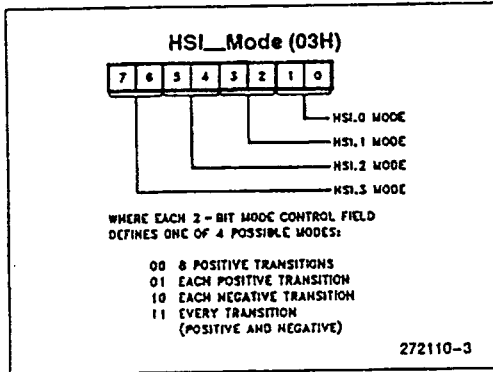 HSI__Mode (03H)
7 6 5 4 3 2 1 0
HSI.0 MODE
HSI.1 MODE
HSI.2 MODE
HSI.3 MODE
WHERE EACH 2 - BIT MODE CONTROL FIELD
DEFINES ONE OF 4 POSSIBLE MODES:
00 8 POSITIVE TRANSITIONS
01 EACH POSITIVE TRANSITION
10 EACH NEGATIVE TRANSITION
11 EVERY TRANSITION
(POSITIVE AND NEGATIVE)
272110-3